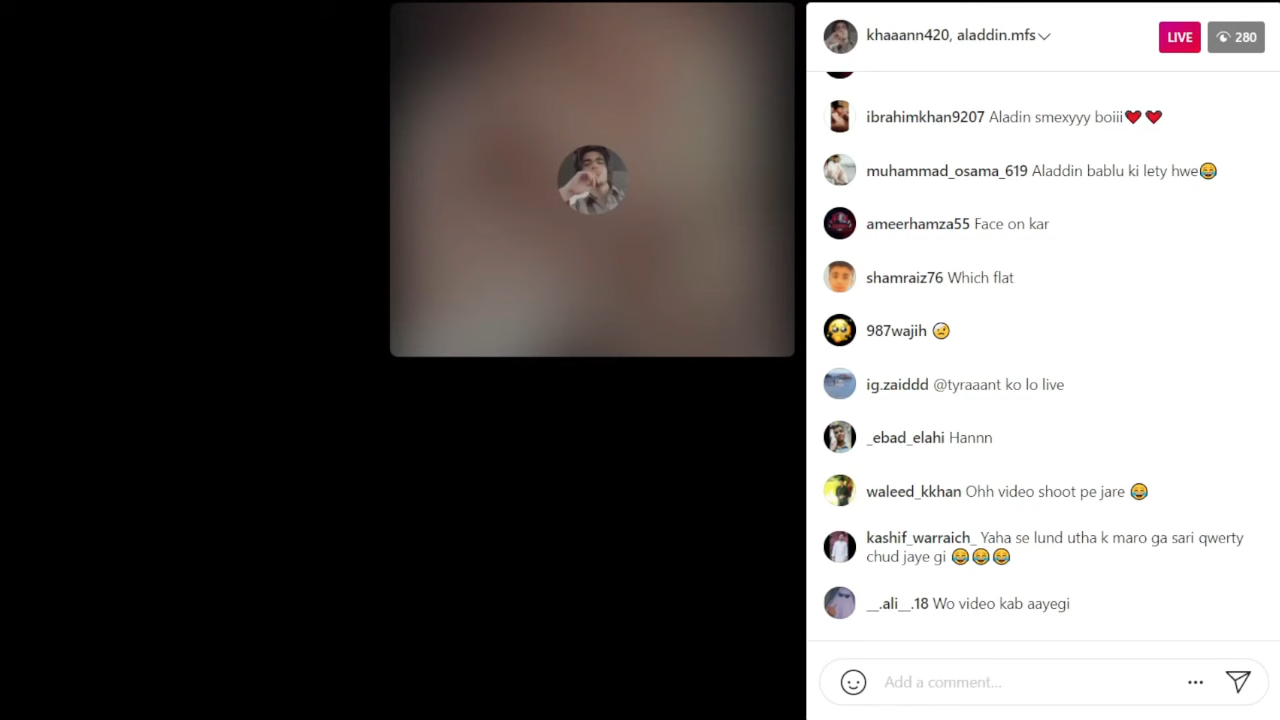 khaaann420, aladdin.mfs
LIVE
280
ibrahimkhan9207 Aladin smexyyy boiii❤️ ❤️
muhammad_osama_619 Aladdin bablu ki lety hwe😂
ameerhamza55 Face on kar
shamraiz76 Which flat
987wajih 🤕
ig.zaiddd @tyraaant ko lo live
_ebad_elahi Hannn
waleed_kkhan Ohh video shoot pe jare 😂
kashif_warraich_ Yaha se lund utha k maro ga sari qwerty
chud jaye gi 😂😂😂
__.ali__.18 Wo video kab aayegi
Add a comment...